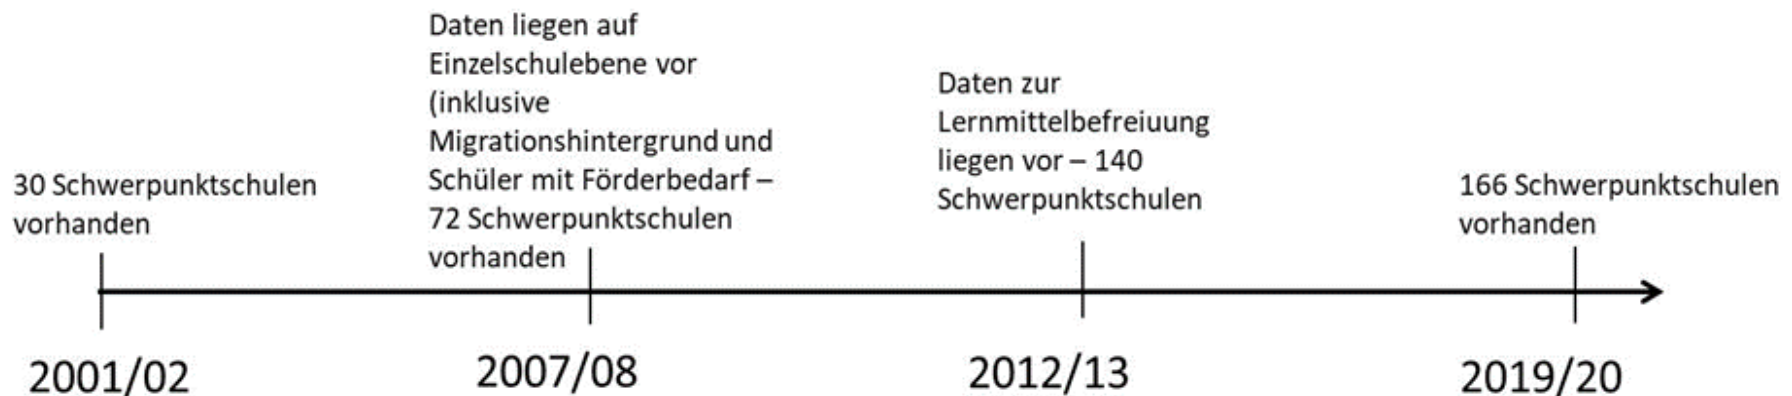 30 Schwerpunktschulen
vorhanden
Daten liegen auf
Einzelschulebene vor
(inklusive
Migrationshintergrund und
Schüler mit Förderbedarf –
72 Schwerpunktschulen
vorhanden
Daten zur
Lernmittelbefreiuung
liegen vor – 140
Schwerpunktschulen
166 Schwerpunktschulen
vorhanden
2001/02
2007/08
2012/13
2019/20